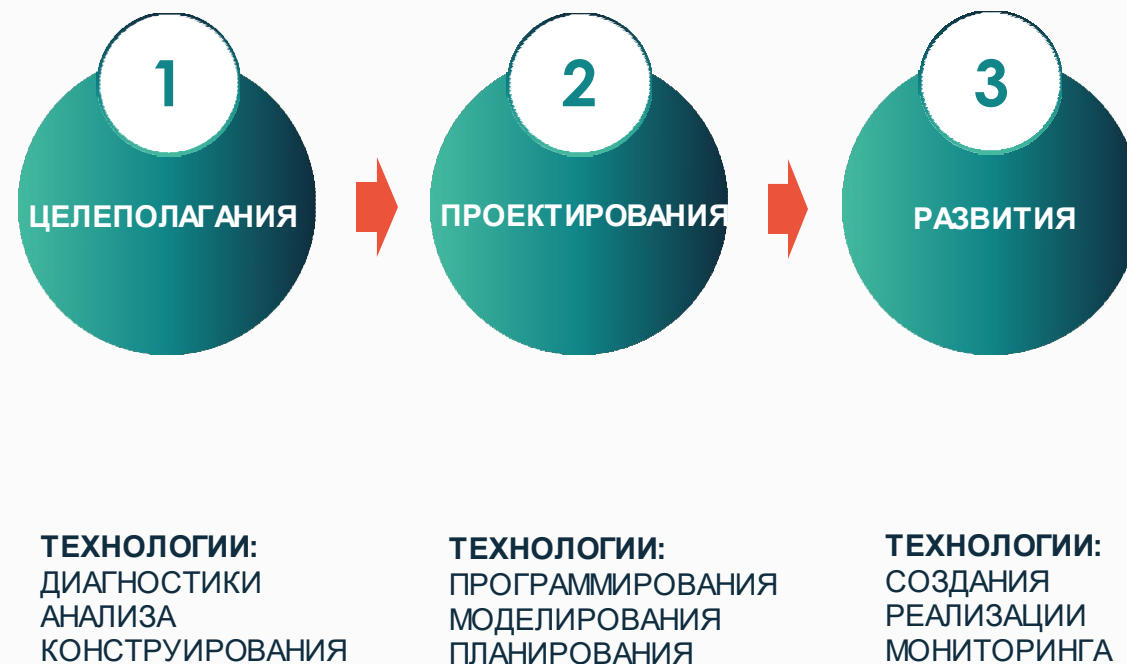 1
ЦЕЛЕПОЛАГАНИЯ
2
ПРОЕКТИРОВАНИЯ
3
РАЗВИТИЯ
ТЕХНОЛОГИИ:
ДИАГНОСТИКИ
АНАЛИЗА
КОНСТРУИРОВАНИЯ
ТЕХНОЛОГИИ:
ПРОГРАММИРОВАНИЯ
МОДЕЛИРОВАНИЯ
ПЛАНИРОВАНИЯ
ТЕХНОЛОГИИ:
СОЗДАНИЯ
РЕАЛИЗАЦИИ
МОНИТОРИНГА